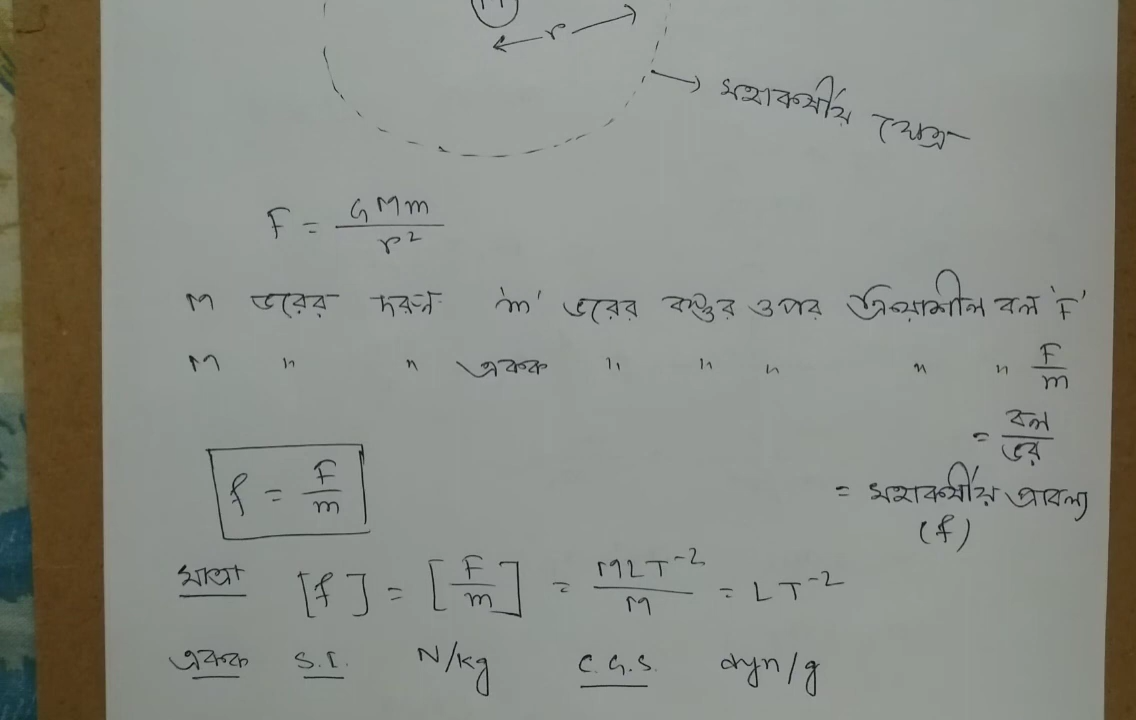 M
r
→ মহাকর্ষীয় ক্ষেত্র
F = GMm / r²
M ভরের দরুন 'm' ভরের বস্তুর ওপর ক্রিয়াশীল বল 'F'
M " " একক " " " " " F/m
= বল/ভর
f = F/m
= মহাকর্ষীয় প্রাবল্য
(f)
মাত্রা [f] = [F/m] = MLT⁻²/M = LT⁻²
একক S.I. N/kg C.G.S. dyn/g